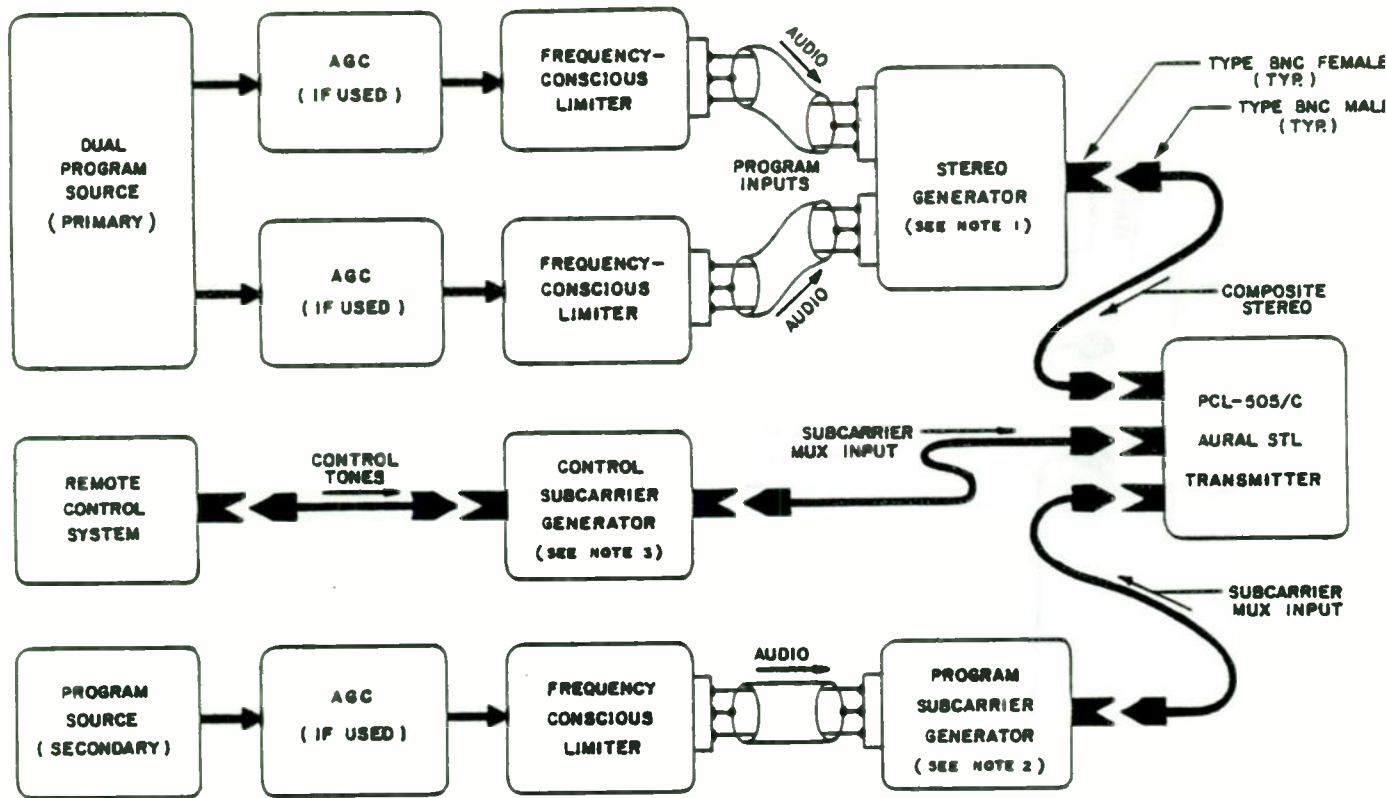 DUAL
PROGRAM
SOURCE
( PRIMARY )
AGC
( IF USED )
FREQUENCY-
CONSCIOUS
LIMITER
AUDIO
PROGRAM
INPUTS
AGC
( IF USED )
FREQUENCY-
CONSCIOUS
LIMITER
AUDIO
STEREO
GENERATOR
(SEE NOTE 1)
TYPE BNC FEMALE
(TYP.)
TYPE BNC MALE
(TYP.)
COMPOSITE
STEREO
PCL-505/C
AURAL STL
TRANSMITTER
REMOTE
CONTROL
SYSTEM
CONTROL
TONES
CONTROL
SUBCARRIER
GENERATOR
(SEE NOTE 3)
SUBCARRIER
MUX INPUT
SUBCARRIER
MUX INPUT
PROGRAM
SOURCE
( SECONDARY )
AGC
( IF USED )
FREQUENCY
CONSCIOUS
LIMITER
AUDIO
PROGRAM
SUBCARRIER
GENERATOR
(SEE NOTE 2)